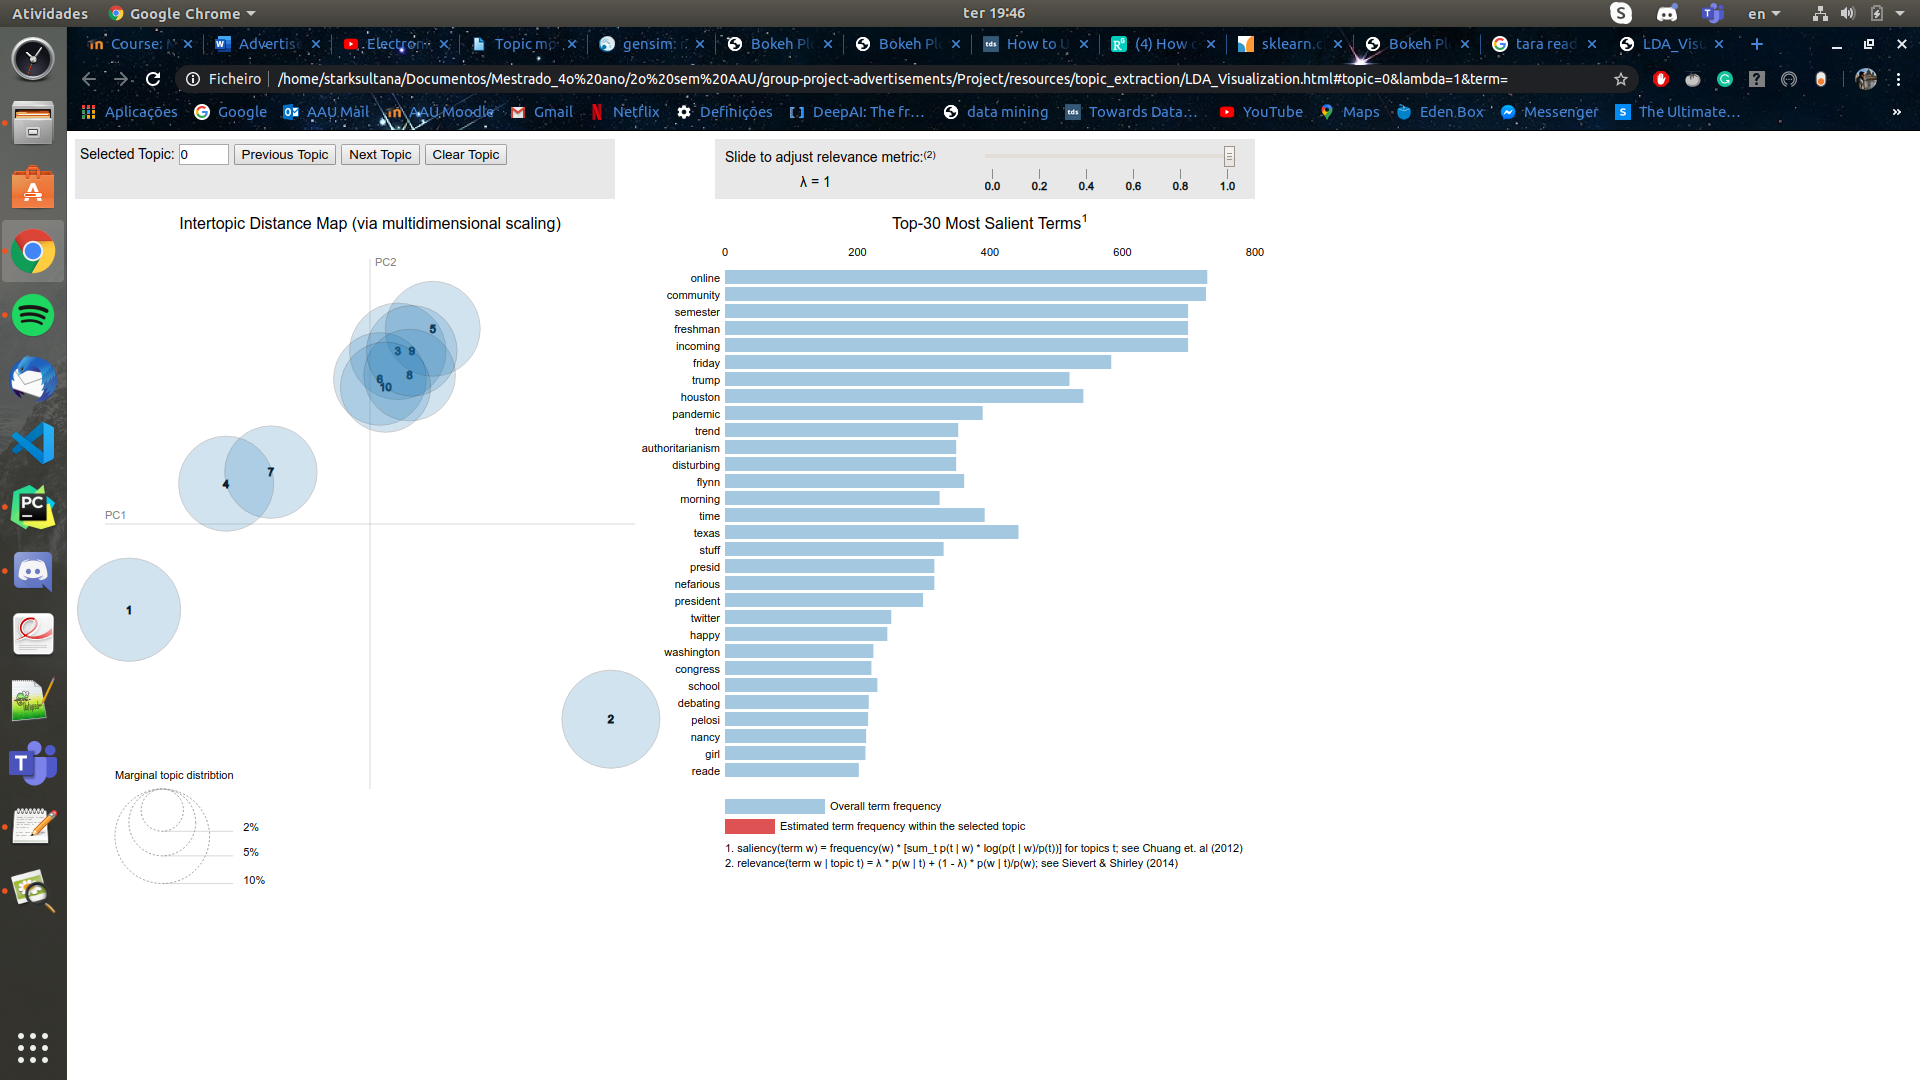 Atividades
Google Chrome
ter 19:46
en
Course:
Advertis
Electron
Topic mo
gensim: r
Bokeh Pl
Bokeh Pl
How to U
(4) How c
sklearn.c
Bokeh Pl
tara read
LDA_Visu
Ficheiro
/home/starksultana/Documentos/Mestrado_4o%20ano/2o%20sem%20AAU/group-project-advertisements/Project/resources/topic_extraction/LDA_Visualization.html#topic=0&lambda=1&term=
Aplicações
Google
AAU Mail
AAU Moodle
Gmail
Netflix
Definições
DeepAI: The fr...
data mining
Towards Data...
YouTube
Maps
Eden Box
Messenger
The Ultimate...
»
Selected Topic: 0
Previous Topic
Next Topic
Clear Topic
Slide to adjust relevance metric:(2)
λ = 1
0.0 0.2 0.4 0.6 0.8 1.0
Intertopic Distance Map (via multidimensional scaling)
PC2
PC1
5
3
9
6
8
10
7
4
1
2
Marginal topic distribtion
2%
5%
10%
Top-30 Most Salient Terms1
0 200 400 600 800
online
community
semester
freshman
incoming
friday
trump
houston
pandemic
trend
authoritarianism
disturbing
flynn
morning
time
texas
stuff
presid
nefarious
president
twitter
happy
washington
congress
school
debating
pelosi
nancy
girl
reade
Overall term frequency
Estimated term frequency within the selected topic
1. saliency(term w) = frequency(w) * [sum_t p(t | w) * log(p(t | w)/p(t))] for topics t; see Chuang et. al (2012)
2. relevance(term w | topic t) = λ * p(w | t) + (1 - λ) * p(w | t)/p(w); see Sievert & Shirley (2014)